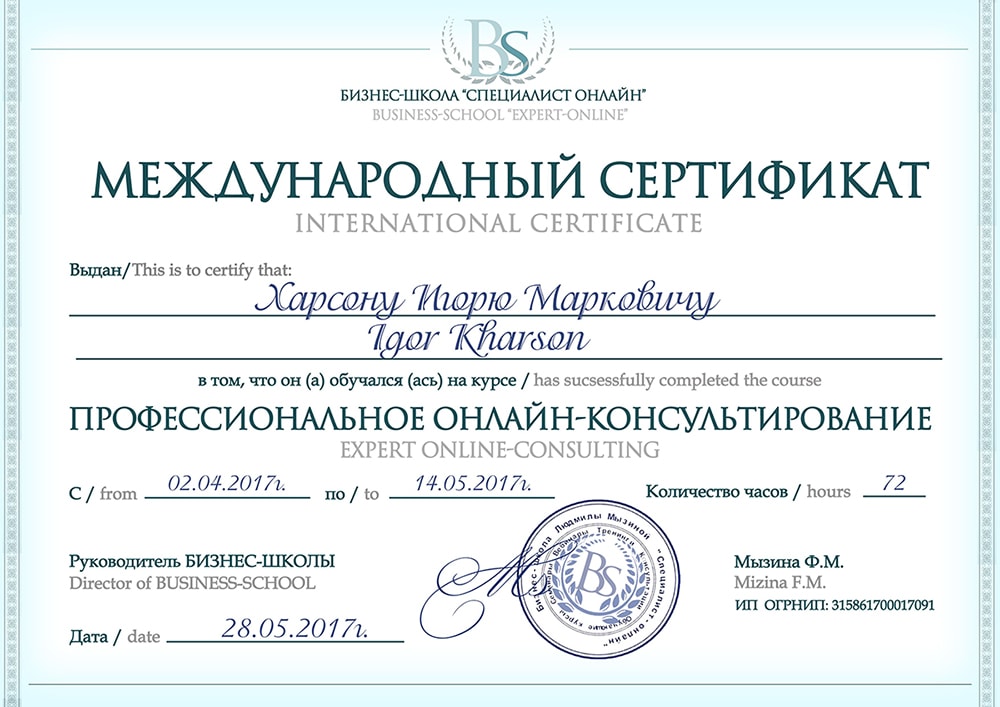 BS
БИЗНЕС-ШКОЛА "СПЕЦИАЛИСТ ОНЛАЙН"
BUSINESS-SCHOOL "EXPERT-ONLINE"
МЕЖДУНАРОДНЫЙ СЕРТИФИКАТ
INTERNATIONAL CERTIFICATE
Выдан/This is to certify that:
Харсону Игорю Марковичу
Igor Kharson
в том, что он (а) обучался (ась) на курсе / has sucsessfully completed the course
ПРОФЕССИОНАЛЬНОЕ ОНЛАЙН-КОНСУЛЬТИРОВАНИЕ
EXPERT ONLINE-CONSULTING
С / from 02.04.2017г. по / to 14.05.2017г. Количество часов / hours 72
Руководитель БИЗНЕС-ШКОЛЫ
Director of BUSINESS-SCHOOL
Бизнес-школа Людмилы Мызиной "Специалист-онлайн"
Обучающие курсы Семинары Вебинары Тренинги Консультации
BS
Мызина Ф.М.
Mizina F.M.
ИП ОГРНИП: 315861700017091
Дата / date 28.05.2017г.